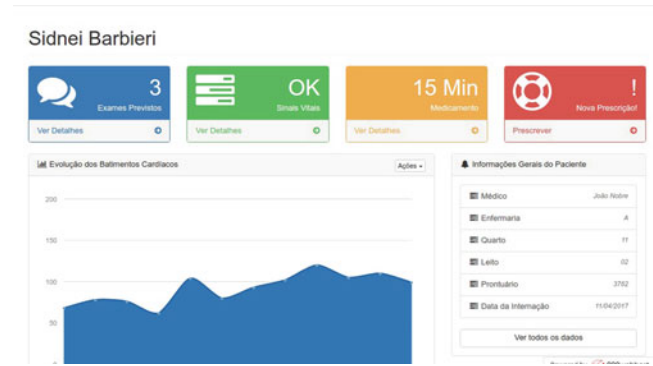 Sidnei Barbieri
3
Exames Previstos
Ver Detalhes
OK
Sinais Vitais
Ver Detalhes
15 Min
Medicamento
Ver Detalhes
!
Nova Prescrição!
Prescrever
Evolução dos Batimentos Cardíacos
Ações
200
150
100
50
0
Informações Gerais do Paciente
Médico João Nobre
Enfermaria A
Quarto 11
Leito 02
Prontuário 3762
Data da Internação 11/04/2017
Ver todos os dados